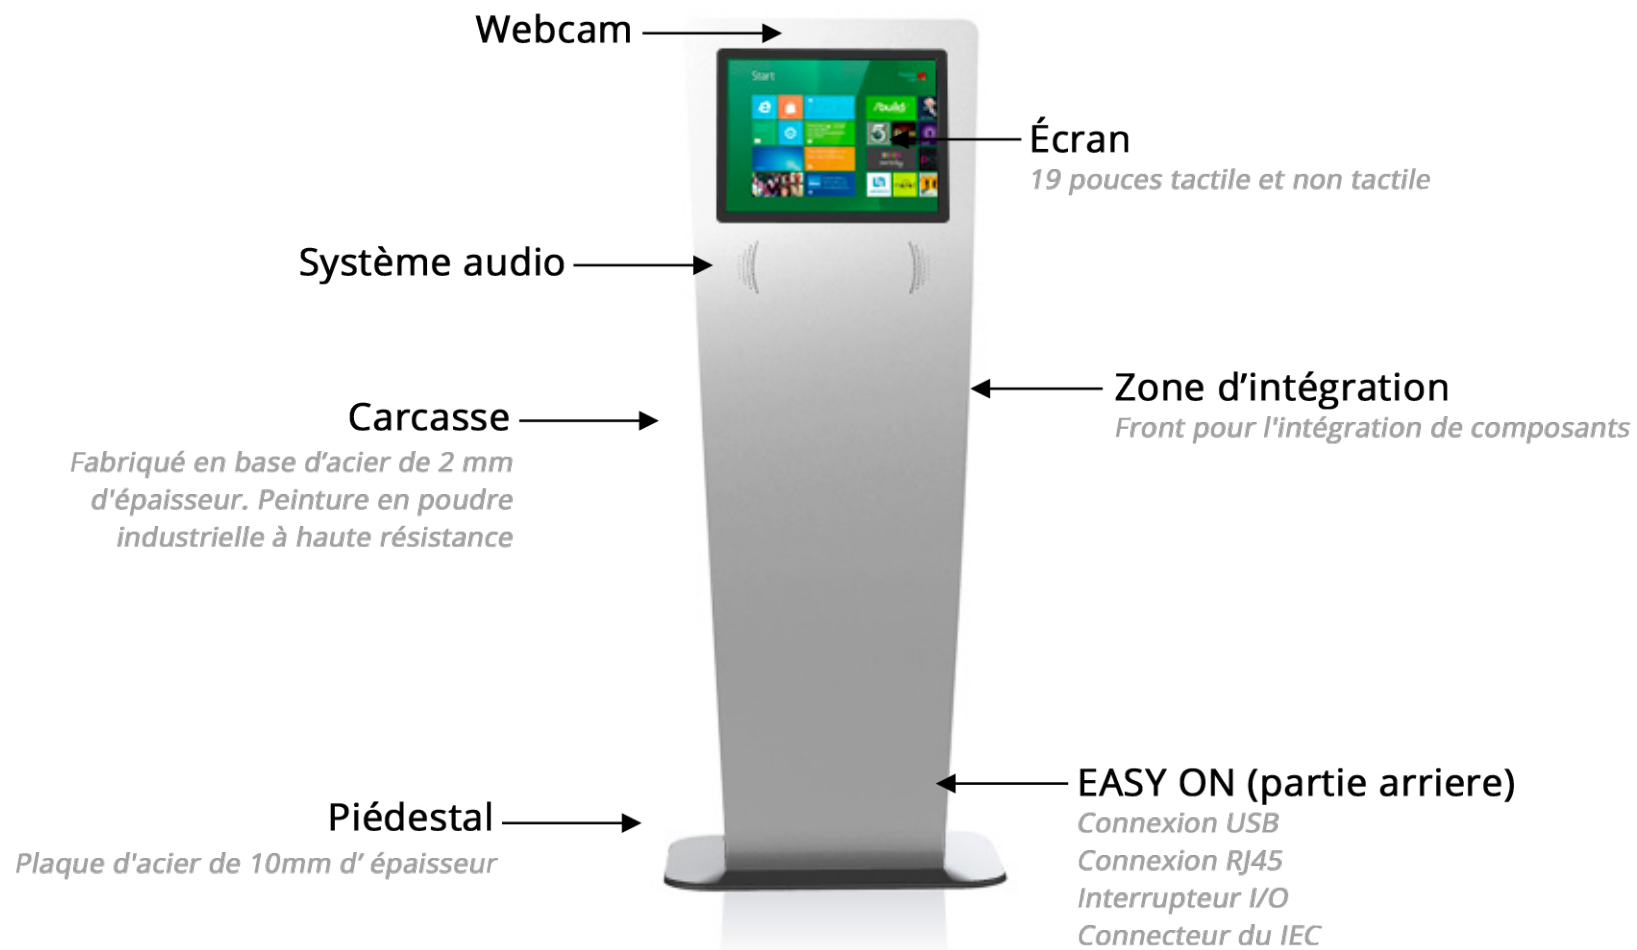 Webcam
Start
/build/
Écran
19 pouces tactile et non tactile
Système audio
Zone d’intégration
Front pour l'intégration de composants
Carcasse
Fabriqué en base d’acier de 2 mm
d'épaisseur. Peinture en poudre
industrielle à haute résistance
EASY ON (partie arriere)
Connexion USB
Connexion RJ45
Interrupteur I/O
Connecteur du IEC
Piédestal
Plaque d'acier de 10mm d’ épaisseur